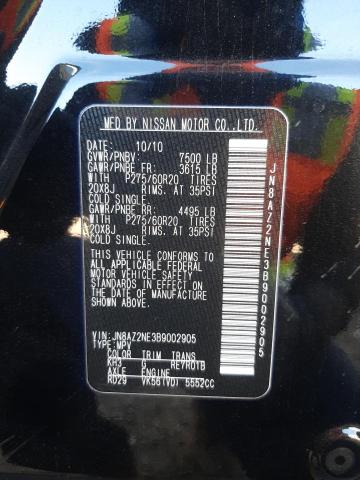 MFD BY NISSAN MOTOR CO.,LTD.
DATE: 10/10
GVWR/PNBV: 7500 LB
GAWR/PNBE FR: 3615 LB
WITH P275/60R20 TIRES
20X8J RIMS. AT 35PSI
COLD SINGLE.
GAWR/PNBE RR: 4495 LB
WITH P275/60R20 TIRES
20X8J RIMS. AT 35PSI
COLD SINGLE.
THIS VEHICLE CONFORMS
TO ALL APPLICABLE FEDERAL
MOTOR VEHICLE SAFETY
STANDARDS IN EFFECT ON
THE DATE OF MANUFACTURE
SHOWN ABOVE.
VIN: JN8AZ2NE3B9002905
TYPE: MPV
COLOR TRIM TRANS
KH3 G RE7R01B
AXLE ENGINE
RD29 VK56(VD) 5552CC
JN8AZ2NE3B9002905